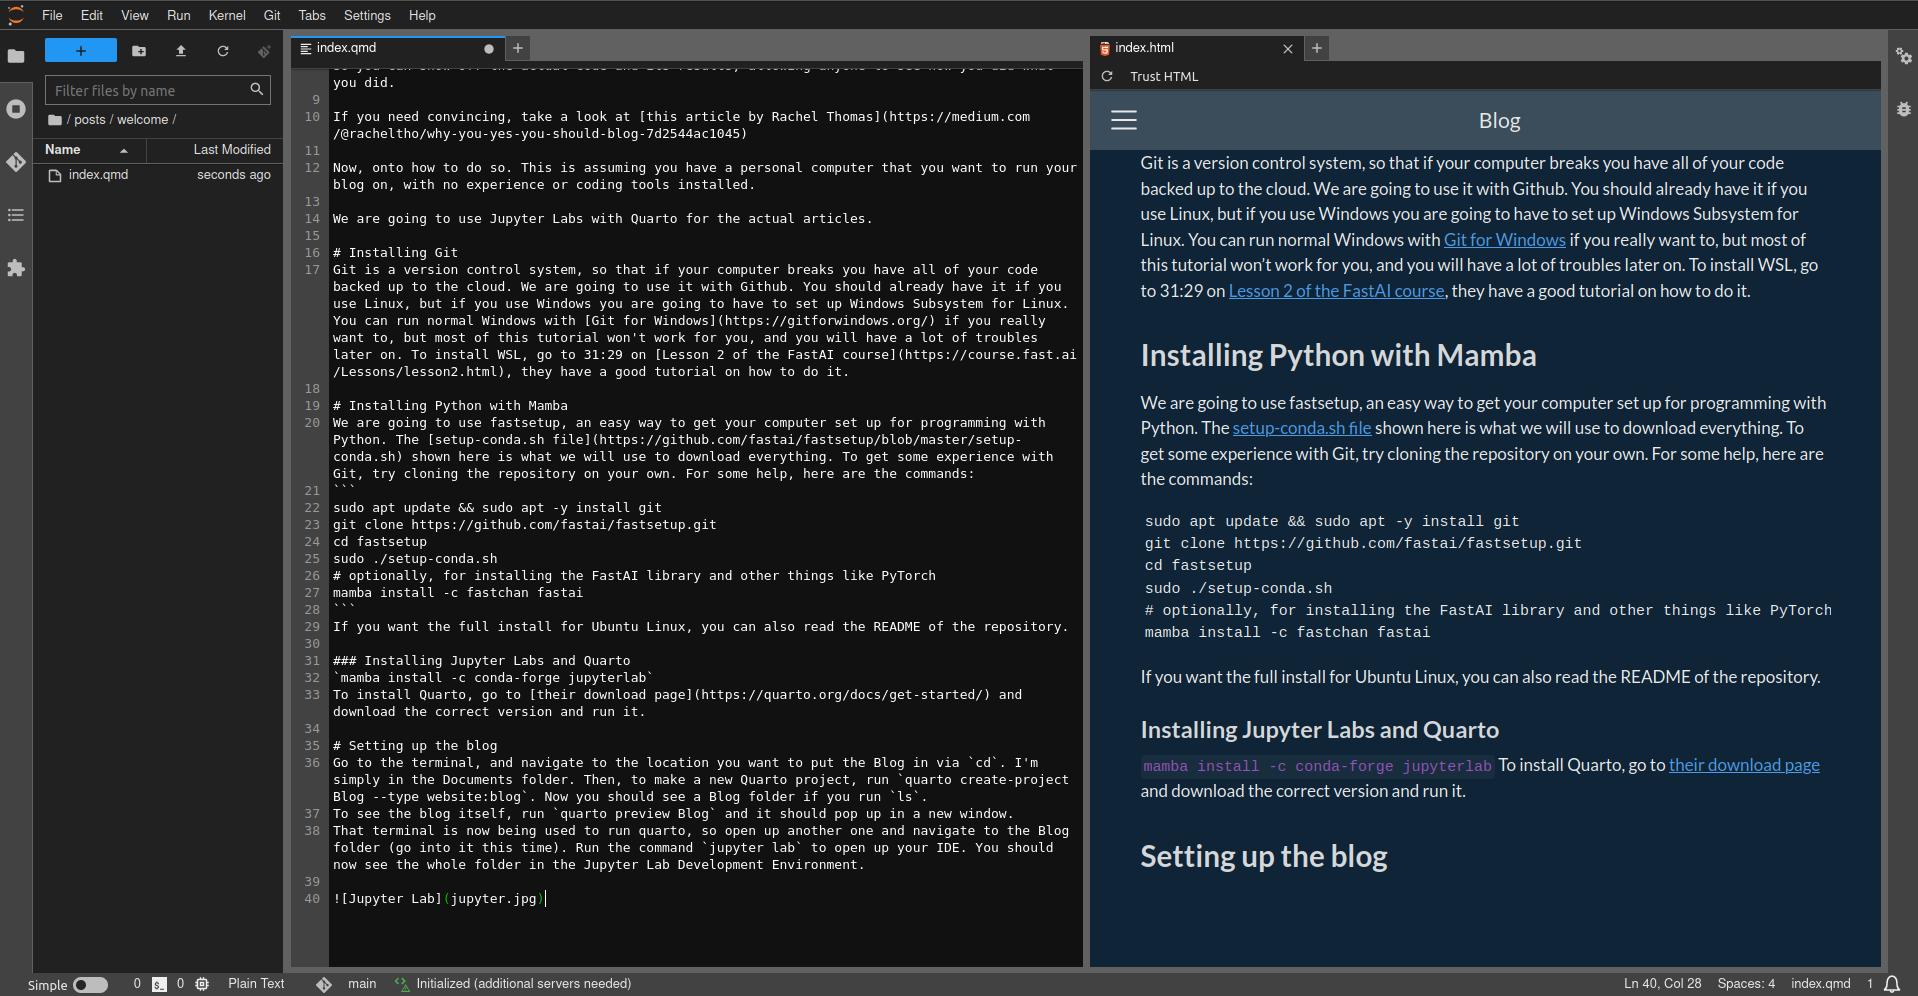 File Edit View Run Kernel Git Tabs Settings Help
+
Filter files by name
/ posts / welcome /
Name Last Modified
index.qmd seconds ago
index.qmd
you did.
9
10 If you need convincing, take a look at [this article by Rachel Thomas](https://medium.com
/@racheltho/why-you-yes-you-should-blog-7d2544ac1045)
11
12 Now, onto how to do so. This is assuming you have a personal computer that you want to run your
blog on, with no experience or coding tools installed.
13
14 We are going to use Jupyter Labs with Quarto for the actual articles.
15
16 # Installing Git
17 Git is a version control system, so that if your computer breaks you have all of your code
backed up to the cloud. We are going to use it with Github. You should already have it if you
use Linux, but if you use Windows you are going to have to set up Windows Subsystem for Linux.
You can run normal Windows with [Git for Windows](https://gitforwindows.org/) if you really
want to, but most of this tutorial won't work for you, and you will have a lot of troubles
later on. To install WSL, go to 31:29 on [Lesson 2 of the FastAI course](https://course.fast.ai
/Lessons/lesson2.html), they have a good tutorial on how to do it.
18
19 # Installing Python with Mamba
20 We are going to use fastsetup, an easy way to get your computer set up for programming with
Python. The [setup-conda.sh file](https://github.com/fastai/fastsetup/blob/master/setup-
conda.sh) shown here is what we will use to download everything. To get some experience with
Git, try cloning the repository on your own. For some help, here are the commands:
21 ```
22 sudo apt update && sudo apt -y install git
23 git clone https://github.com/fastai/fastsetup.git
24 cd fastsetup
25 sudo ./setup-conda.sh
26 # optionally, for installing the FastAI library and other things like PyTorch
27 mamba install -c fastchan fastai
28 ```
29 If you want the full install for Ubuntu Linux, you can also read the README of the repository.
30
31 ### Installing Jupyter Labs and Quarto
32 `mamba install -c conda-forge jupyterlab`
33 To install Quarto, go to [their download page](https://quarto.org/docs/get-started/) and
download the correct version and run it.
34
35 # Setting up the blog
36 Go to the terminal, and navigate to the location you want to put the Blog in via `cd`. I'm
simply in the Documents folder. Then, to make a new Quarto project, run `quarto create-project
Blog --type website:blog`. Now you should see a Blog folder if you run `ls`.
37 To see the blog itself, run `quarto preview Blog` and it should pop up in a new window.
38 That terminal is now being used to run quarto, so open up another one and navigate to the Blog
folder (go into it this time). Run the command `jupyter lab` to open up your IDE. You should
now see the whole folder in the Jupyter Lab Development Environment.
39
40 ![Jupyter Lab](jupyter.jpg)
index.html
Trust HTML
Blog
Git is a version control system, so that if your computer breaks you have all of your code
backed up to the cloud. We are going to use it with Github. You should already have it if you
use Linux, but if you use Windows you are going to have to set up Windows Subsystem for
Linux. You can run normal Windows with Git for Windows if you really want to, but most of
this tutorial won’t work for you, and you will have a lot of troubles later on. To install WSL, go
to 31:29 on Lesson 2 of the FastAI course, they have a good tutorial on how to do it.
Installing Python with Mamba
We are going to use fastsetup, an easy way to get your computer set up for programming with
Python. The setup-conda.sh file shown here is what we will use to download everything. To
get some experience with Git, try cloning the repository on your own. For some help, here are
the commands:
sudo apt update && sudo apt -y install git
git clone https://github.com/fastai/fastsetup.git
cd fastsetup
sudo ./setup-conda.sh
# optionally, for installing the FastAI library and other things like PyTorch
mamba install -c fastchan fastai
If you want the full install for Ubuntu Linux, you can also read the README of the repository.
Installing Jupyter Labs and Quarto
mamba install -c conda-forge jupyterlab To install Quarto, go to their download page
and download the correct version and run it.
Setting up the blog
Simple 0 $_ 0 Plain Text main Initialized (additional servers needed) Ln 40, Col 28 Spaces: 4 index.qmd 1